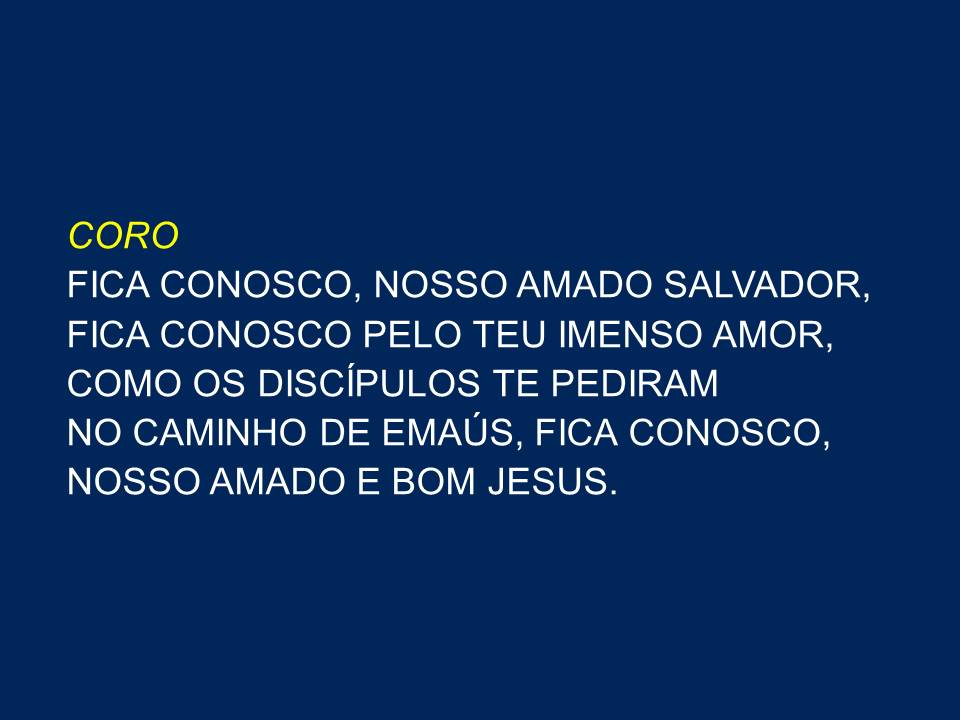 CORO
FICA CONOSCO, NOSSO AMADO SALVADOR,
FICA CONOSCO PELO TEU IMENSO AMOR,
COMO OS DISCÍPULOS TE PEDIRAM
NO CAMINHO DE EMAÚS, FICA CONOSCO,
NOSSO AMADO E BOM JESUS.